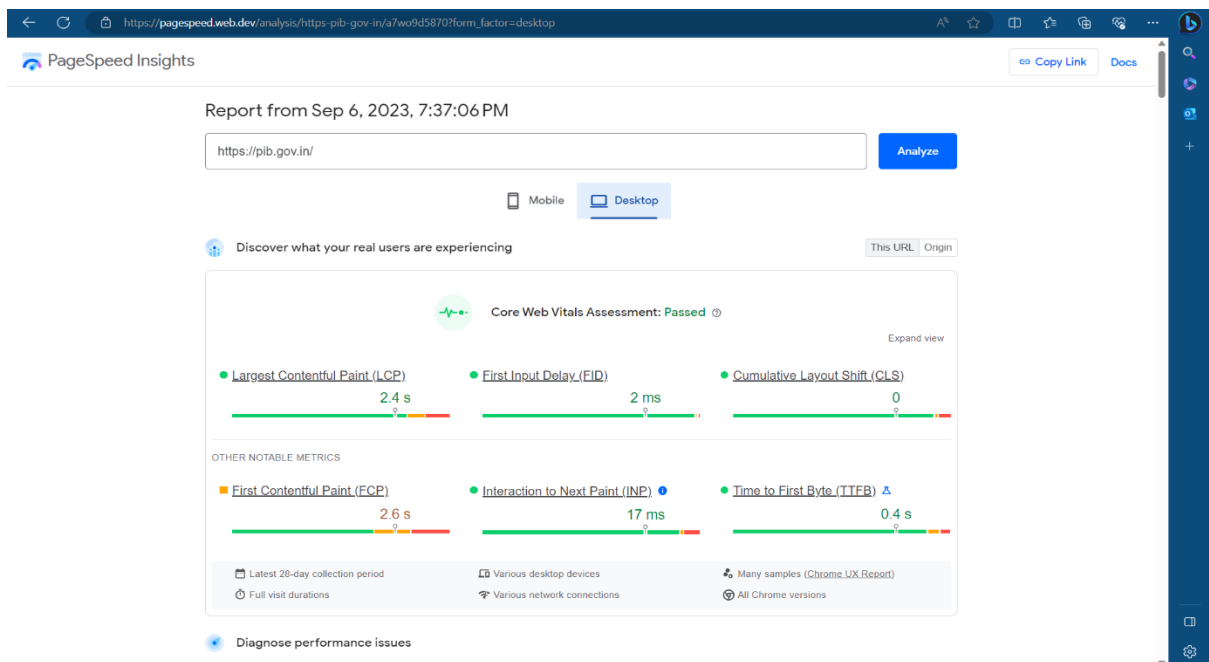 https://pagespeed.web.dev/analysis/https-pib-gov-in/a7wo9d5870?form_factor=desktop
PageSpeed Insights
Copy Link Docs
Report from Sep 6, 2023, 7:37:06 PM
https://pib.gov.in/
Analyze
Mobile Desktop
Discover what your real users are experiencing
This URL Origin
Core Web Vitals Assessment: Passed
Expand view
Largest Contentful Paint (LCP)
2.4 s
First Input Delay (FID)
2 ms
Cumulative Layout Shift (CLS)
0
OTHER NOTABLE METRICS
First Contentful Paint (FCP)
2.6 s
Interaction to Next Paint (INP)
17 ms
Time to First Byte (TTFB)
0.4 s
Latest 28-day collection period
Various desktop devices
Many samples (Chrome UX Report)
Full visit durations
Various network connections
All Chrome versions
Diagnose performance issues